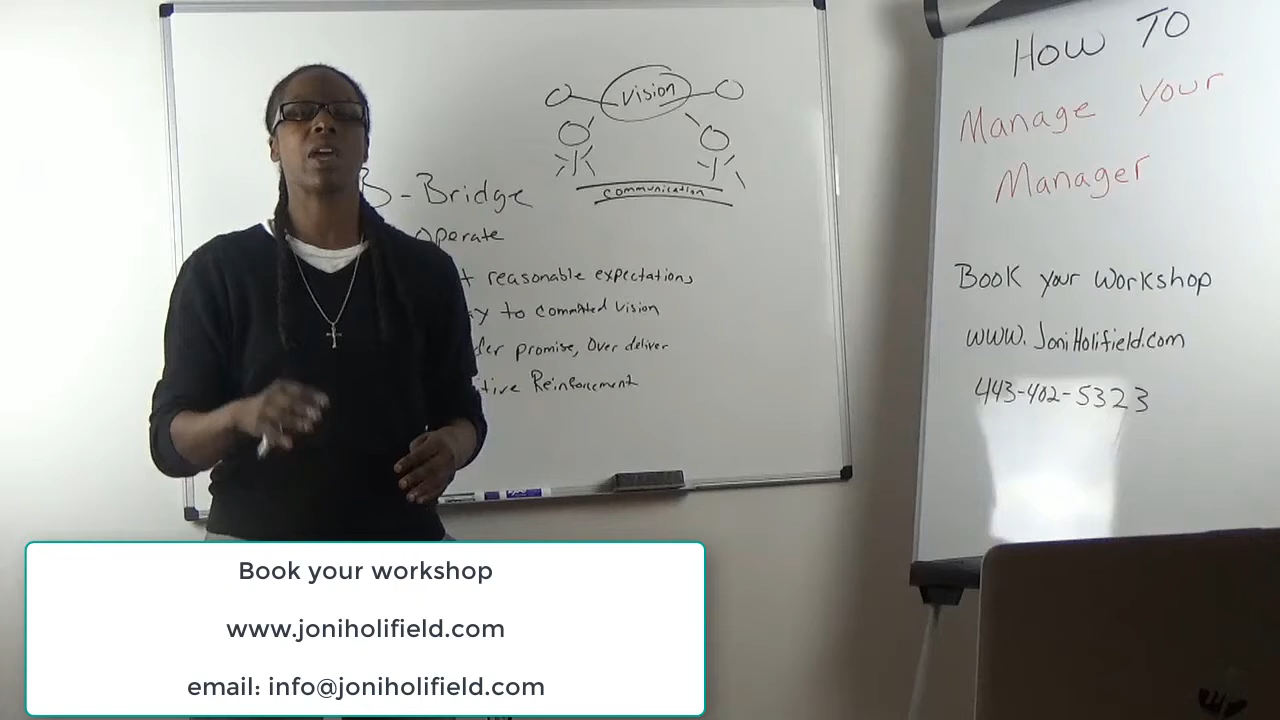 vision
communication
B-Bridge
Operate
reasonable expectations
to committed vision
promise, Over deliver
Reinforcement
HOW TO
Manage Your
Manager
Book your workshop
www.JoniHolifield.com
443-402-5323
Book your workshop
www.joniholifield.com
email: info@joniholifield.com